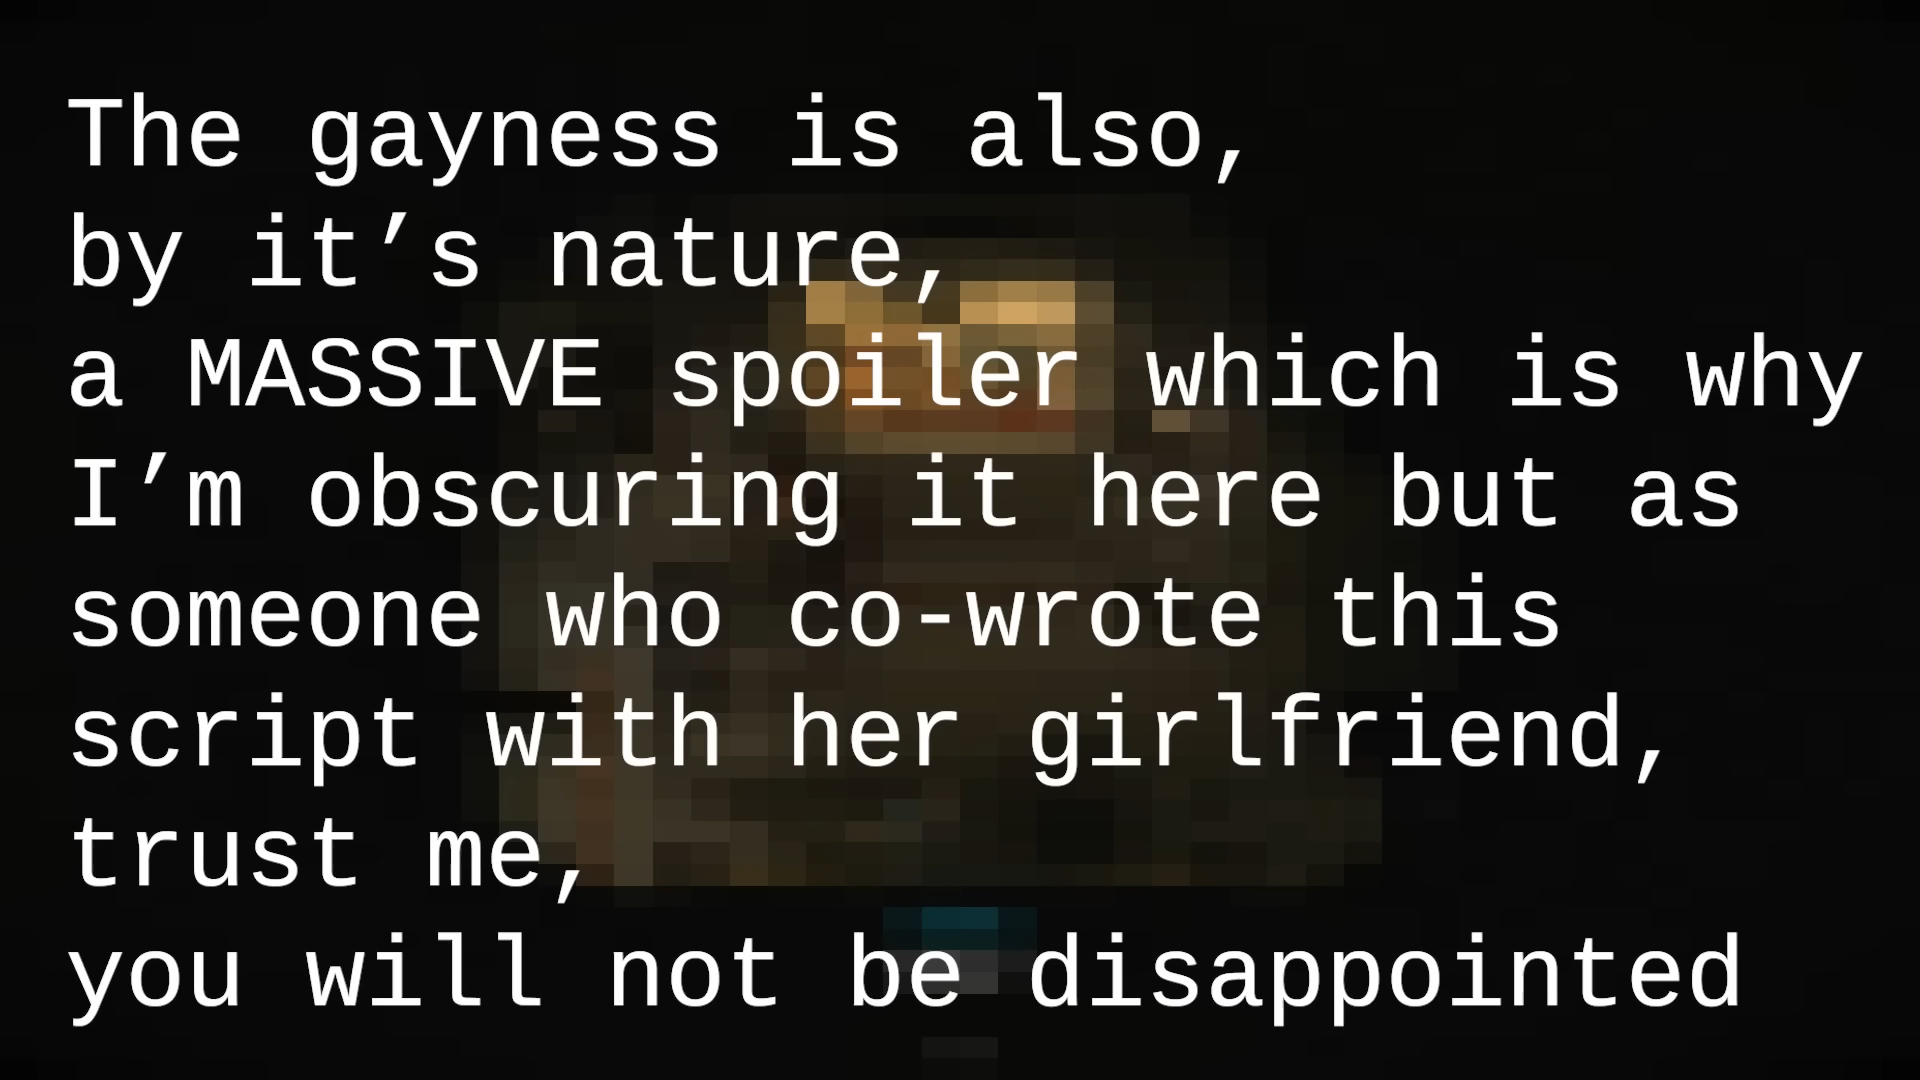 The gayness is also,
by it’s nature,
a MASSIVE spoiler which is why
I’m obscuring it here but as
someone who co-wrote this
script with her girlfriend,
trust me,
you will not be disappointed